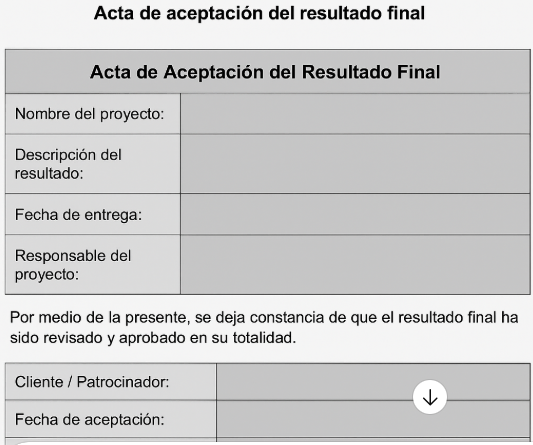 Acta de aceptación del resultado final
Acta de Aceptación del Resultado Final
Nombre del proyecto:
Descripción del
resultado:
Fecha de entrega:
Responsable del
proyecto:
Por medio de la presente, se deja constancia de que el resultado final ha
sido revisado y aprobado en su totalidad.
Cliente / Patrocinador:
Fecha de aceptación: